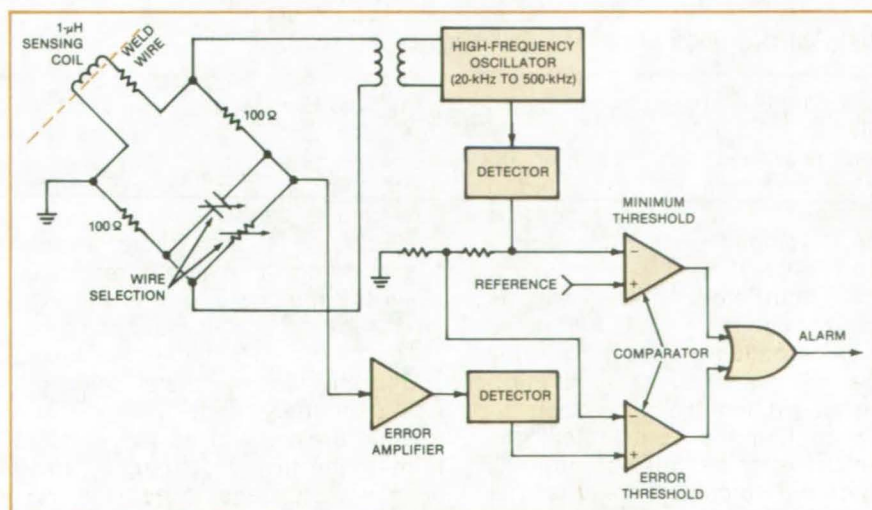 1-μH
SENSING
COIL
WELD
WIRE
100 Ω
100 Ω
WIRE
SELECTION
HIGH-FREQUENCY
OSCILLATOR
(20-kHz TO 500-kHz)
DETECTOR
MINIMUM
THRESHOLD
−
+
REFERENCE
COMPARATOR
ALARM
ERROR
AMPLIFIER
DETECTOR
−
+
ERROR
THRESHOLD